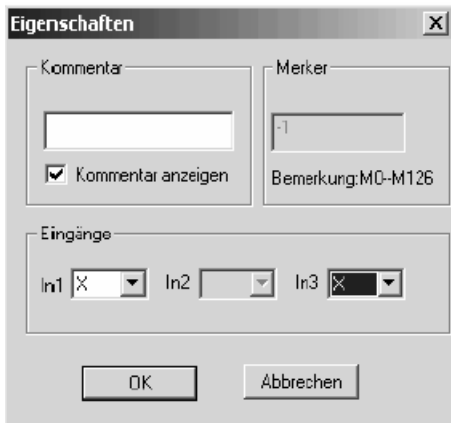 Eigenschaften
Kommentar
Merker
-1
Kommentar anzeigen
Bemerkung:M0--M126
Eingänge
In1 X In2 In3 X
OK Abbrechen